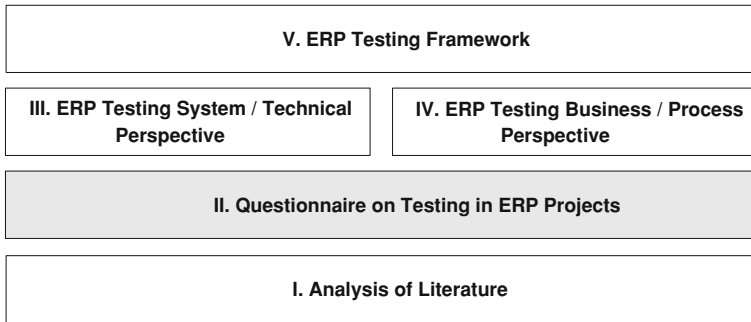 V. ERP Testing Framework
III. ERP Testing System / Technical
Perspective
IV. ERP Testing Business / Process
Perspective
II. Questionnaire on Testing in ERP Projects
I. Analysis of Literature